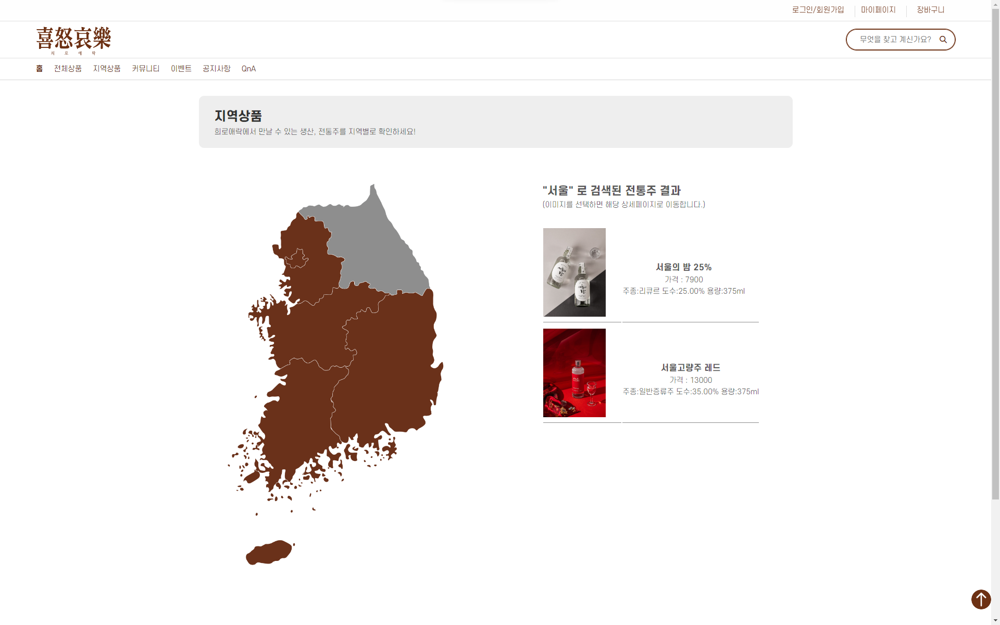 로그인/회원가입 마이페이지 장바구니
喜怒哀樂
희 로 애 락
무엇을 찾고 계신가요?
홈 전체상품 지역상품 커뮤니티 이벤트 공지사항 QnA
지역상품
희로애락에서 만날 수 있는 생산, 전통주를 지역별로 확인하세요!
"서울" 로 검색된 전통주 결과
(이미지를 선택하면 해당 상세페이지로 이동합니다.)
서울의 밤
서울의 밤
서울의 밤 25%
가격 : 7900
주종:리큐르 도수:25.00% 용량:375ml
서울고량주 레드
가격 : 13000
주종:일반증류주 도수:35.00% 용량:375ml